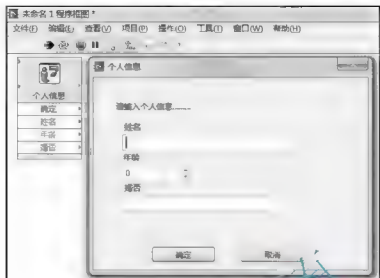 未命名 1 程序框图 *
文件(F) 编辑(E) 查看(V) 项目(P) 操作(O) 工具(T) 窗口(W) 帮助(H)
个人信息
确定
姓名
年龄
婚否
个人信息
请输入个人信息........
姓名
年龄
0
婚否
确定 取消